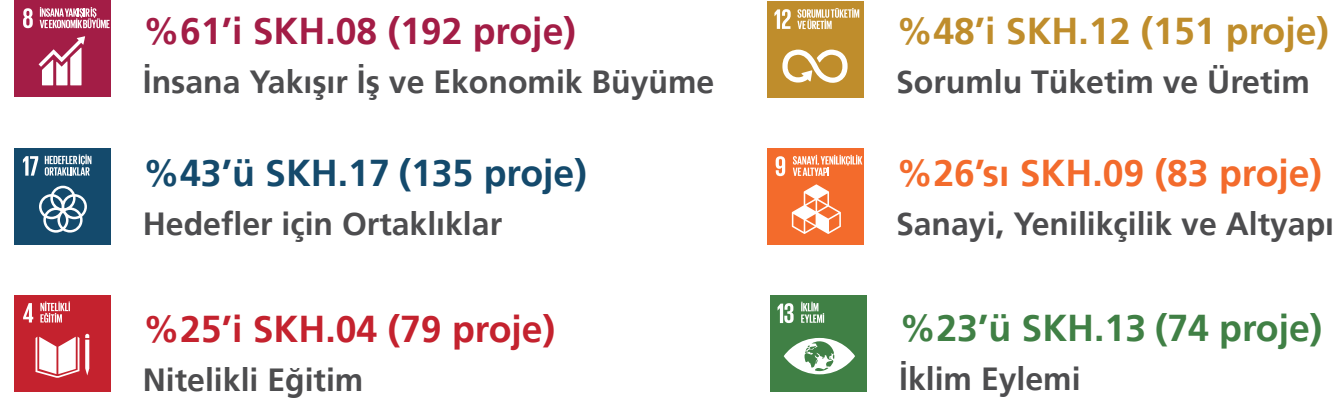 8 İNSANA YAKIŞIR İŞ
VE EKONOMİK BÜYÜME
%61’i SKH.08 (192 proje)
İnsana Yakışır İş ve Ekonomik Büyüme
12 SORUMLU TÜKETİM
VE ÜRETİM
%48’i SKH.12 (151 proje)
Sorumlu Tüketim ve Üretim
17 HEDEFLER İÇİN
ORTAKLIKLAR
%43’ü SKH.17 (135 proje)
Hedefler için Ortaklıklar
9 SANAYİ, YENİLİKÇİLİK
VE ALTYAPI
%26’sı SKH.09 (83 proje)
Sanayi, Yenilikçilik ve Altyapı
4 NİTELİKLİ
EĞİTİM
%25’i SKH.04 (79 proje)
Nitelikli Eğitim
13 İKLİM
EYLEMİ
%23’ü SKH.13 (74 proje)
İklim Eylemi